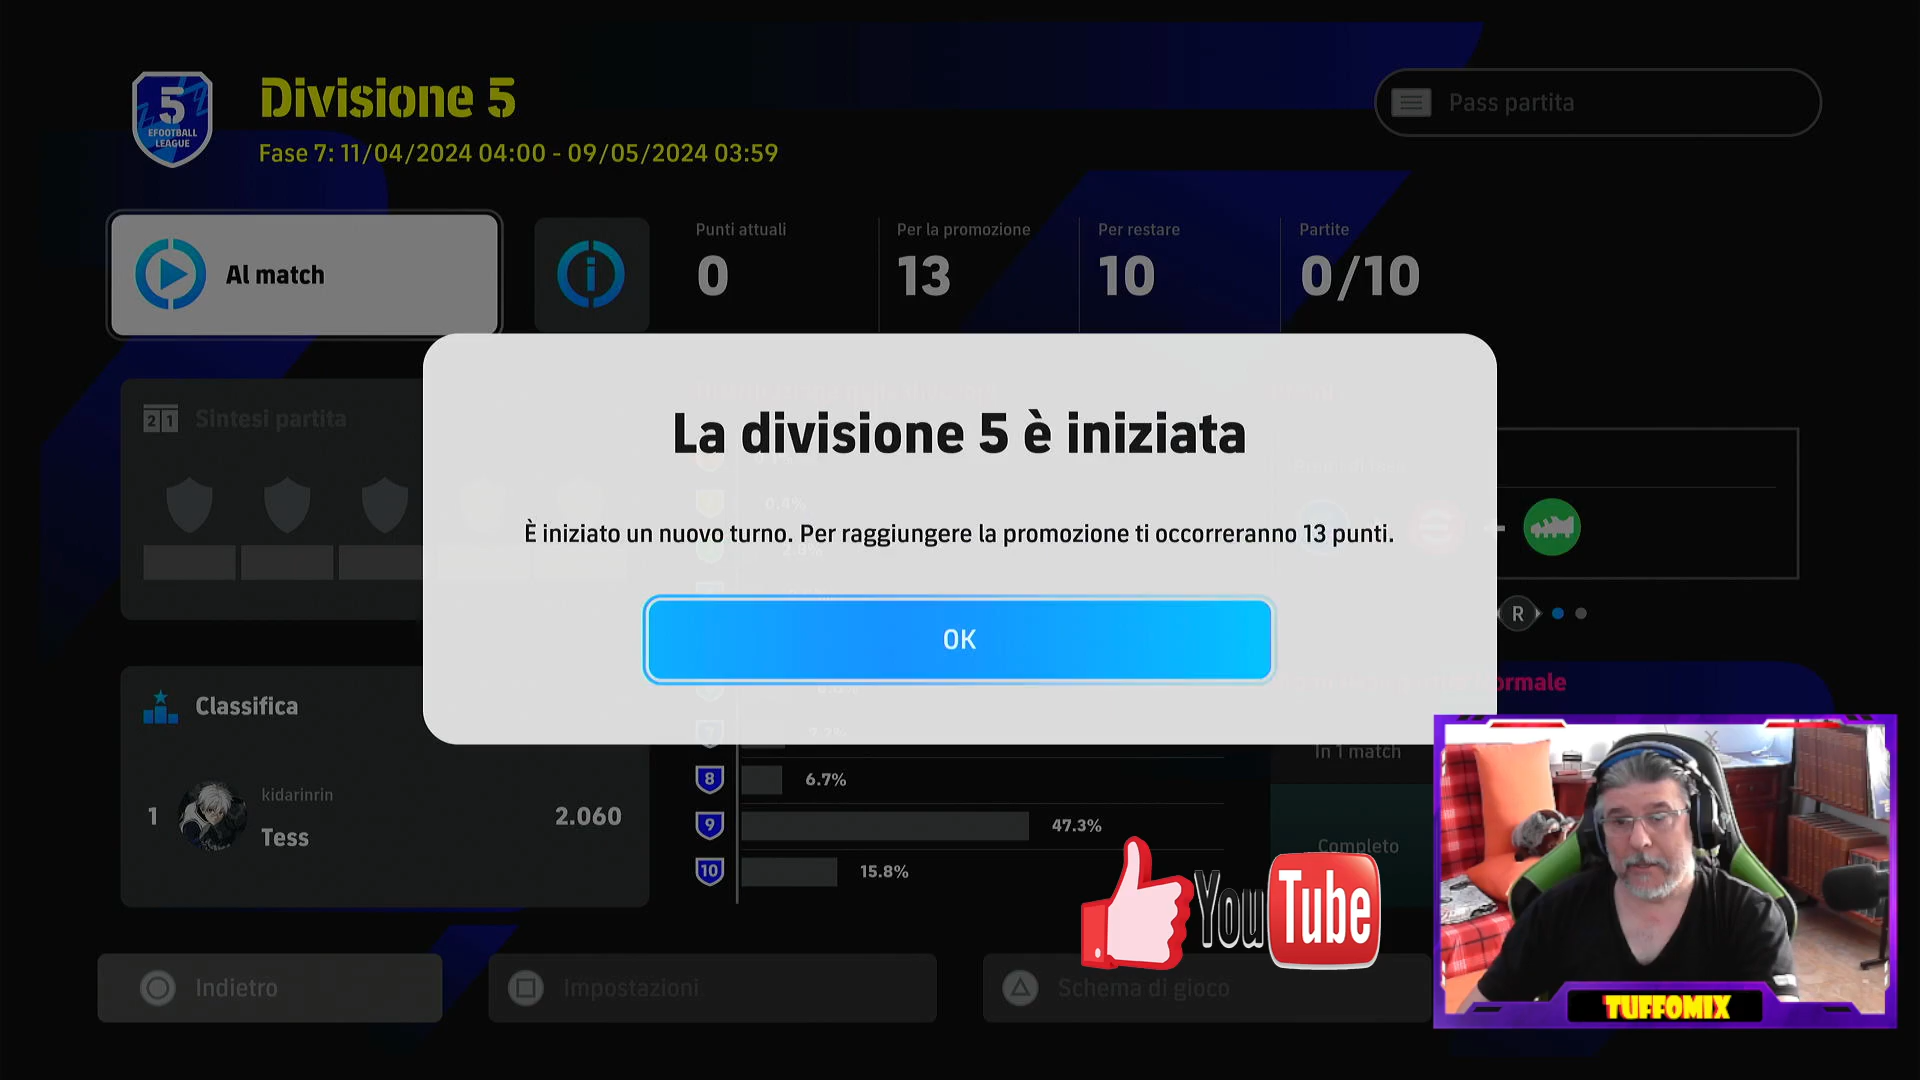 5
EFOOTBALL
LEAGUE
Divisione 5
Fase 7: 11/04/2024 04:00 - 09/05/2024 03:59
Pass partita
Al match
Punti attuali
0
Per la promozione
13
Per restare
10
Partite
0/10
21 Sintesi partita
La divisione 5 è iniziata
0.4%
È iniziato un nuovo turno. Per raggiungere la promozione ti occorreranno 13 punti.
OK
R
Classifica
7
In 1 match
8 6.7%
1 kidarinrin
Tess
2.060
9 47.3%
Completo
10 15.8%
YouTube
Indietro
Impostazioni
Schema di gioco
TUFFOMIX